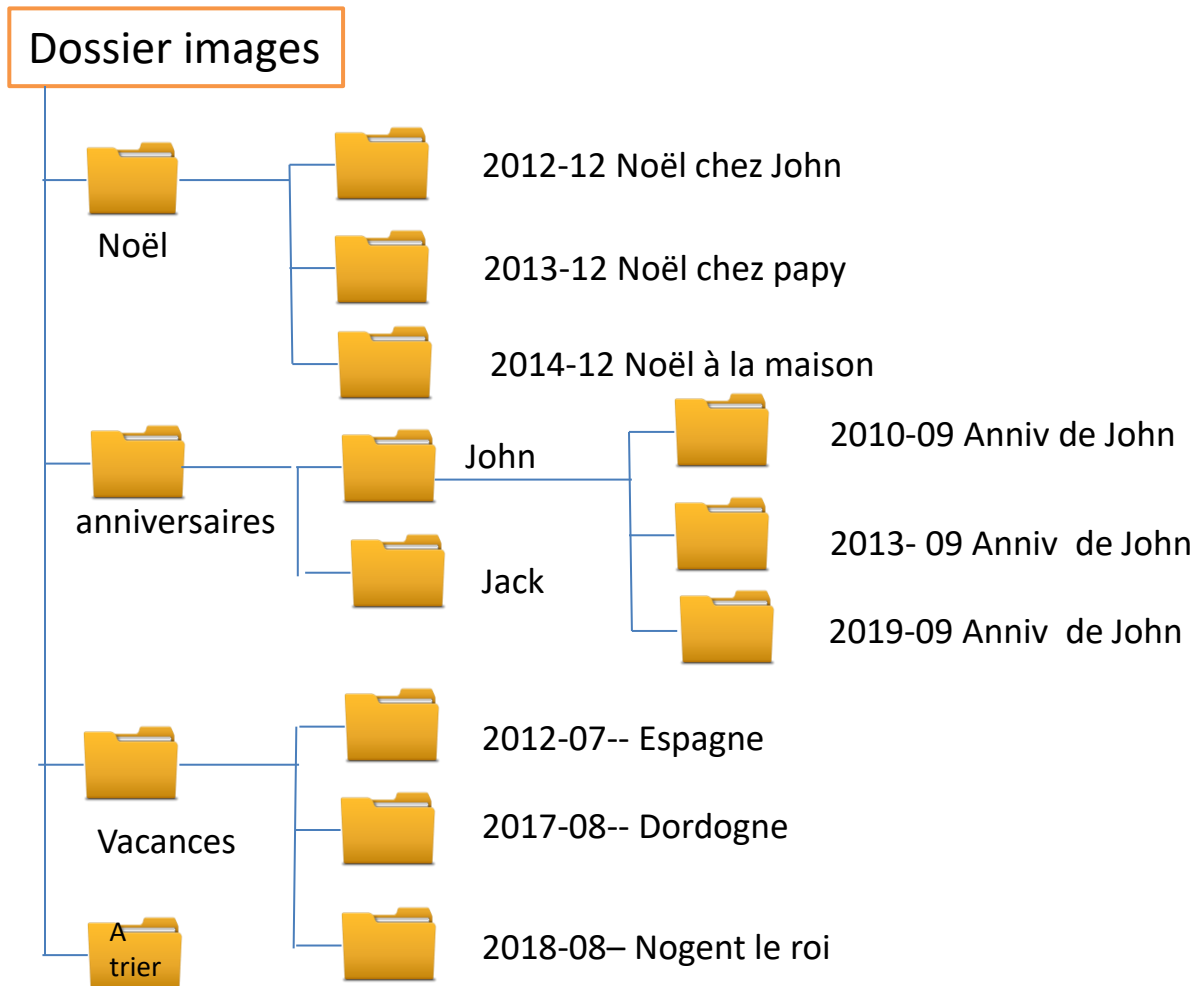 Dossier images
2012-12 Noël chez John
Noël
2013-12 Noël chez papy
2014-12 Noël à la maison
2010-09 Anniv de John
John
anniversaires
2013- 09 Anniv  de John
Jack
2019-09 Anniv  de John
2012-07-- Espagne
2017-08-- Dordogne
Vacances
A
trier
2018-08– Nogent le roi